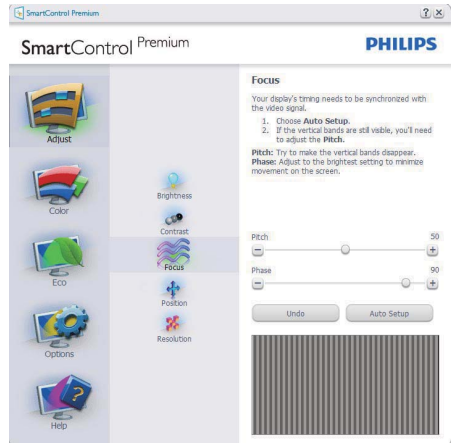 SmartControl Premium
? ×
SmartControl Premium
PHILIPS
Adjust
Color
Eco
Options
Help
Brightness
Contrast
Focus
Position
Resolution
Focus
Your display's timing needs to be synchronized with
the video signal.
1. Choose Auto Setup.
2. If the vertical bands are still visible, you'll need
to adjust the Pitch.
Pitch: Try to make the vertical bands disappear.
Phase: Adjust to the brightest setting to minimize
movement on the screen.
Pitch 50
Phase 90
Undo Auto Setup